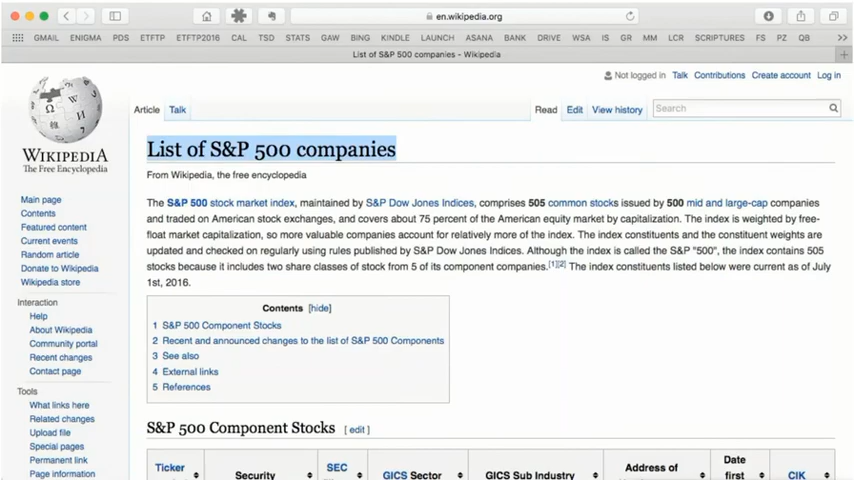 en.wikipedia.org
GMAIL ENIGMA PDS ETFTP ETFTP2016 CAL TSD STATS GAW BING KINDLE LAUNCH ASANA BANK DRIVE WSA IS GR MM LCR SCRIPTURES FS PZ QB >>
List of S&P 500 companies - Wikipedia
Not logged in Talk Contributions Create account Log in
Article Talk Read Edit View history Search
WIKIPEDIA
The Free Encyclopedia
List of S&P 500 companies
From Wikipedia, the free encyclopedia
Main page
Contents
Featured content
Current events
Random article
Donate to Wikipedia
Wikipedia store
Interaction
Help
About Wikipedia
Community portal
Recent changes
Contact page
Tools
What links here
Related changes
Upload file
Special pages
Permanent link
Page information
The S&P 500 stock market index, maintained by S&P Dow Jones Indices, comprises 505 common stocks issued by 500 mid and large-cap companies
and traded on American stock exchanges, and covers about 75 percent of the American equity market by capitalization. The index is weighted by free-
float market capitalization, so more valuable companies account for relatively more of the index. The index constituents and the constituent weights are
updated and checked on regularly using rules published by S&P Dow Jones Indices. Although the index is called the S&P "500", the index contains 505
stocks because it includes two share classes of stock from 5 of its component companies.[1][2] The index constituents listed below were current as of July
1st, 2016.
Contents [hide]
1 S&P 500 Component Stocks
2 Recent and announced changes to the list of S&P 500 Components
3 See also
4 External links
5 References
S&P 500 Component Stocks [ edit ]
Ticker Security SEC GICS Sector GICS Sub Industry Address of Date first CIK